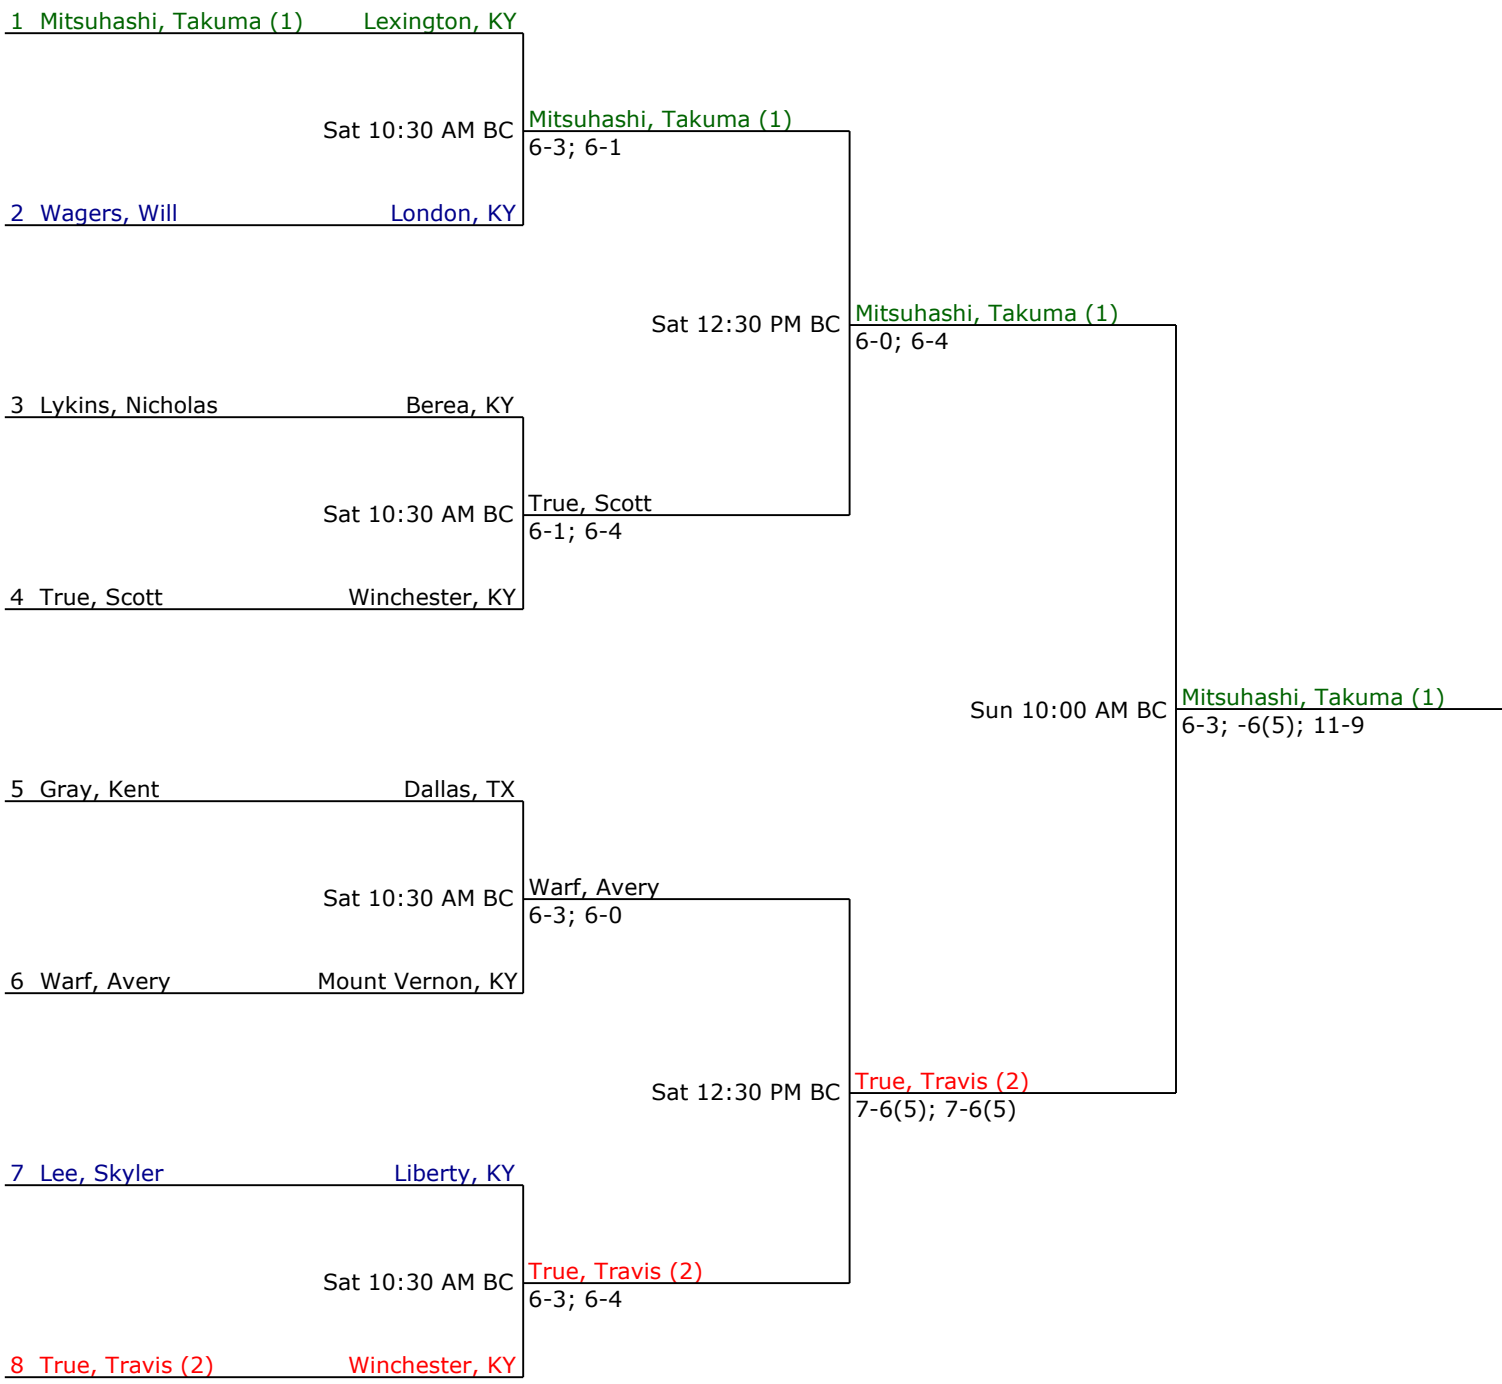 1 Mitsuhashi, Takuma (1) Lexington, KY
Sat 10:30 AM BC
Mitsuhashi, Takuma (1)
6-3; 6-1
2 Wagers, Will London, KY
Sat 12:30 PM BC
Mitsuhashi, Takuma (1)
6-0; 6-4
3 Lykins, Nicholas Berea, KY
Sat 10:30 AM BC
True, Scott
6-1; 6-4
4 True, Scott Winchester, KY
Sun 10:00 AM BC
Mitsuhashi, Takuma (1)
6-3; -6(5); 11-9
5 Gray, Kent Dallas, TX
Sat 10:30 AM BC
Warf, Avery
6-3; 6-0
6 Warf, Avery Mount Vernon, KY
Sat 12:30 PM BC
True, Travis (2)
7-6(5); 7-6(5)
7 Lee, Skyler Liberty, KY
Sat 10:30 AM BC
True, Travis (2)
6-3; 6-4
8 True, Travis (2) Winchester, KY